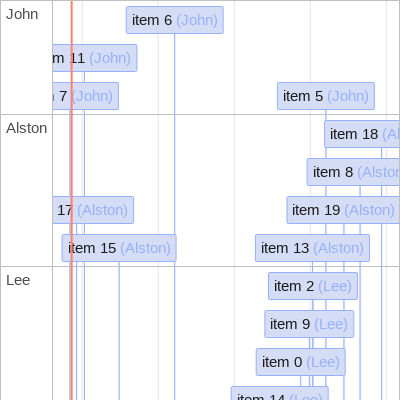 John
item 6 (John)
11 (John)
7 (John)
item 5 (John)
Alston
item 18
item 8
17 (Alston)
item 19 (Alston)
item 15 (Alston)
item 13 (Alston)
Lee
item 2 (Lee)
item 9 (Lee)
item 0 (Lee)
item 14 (Lee)